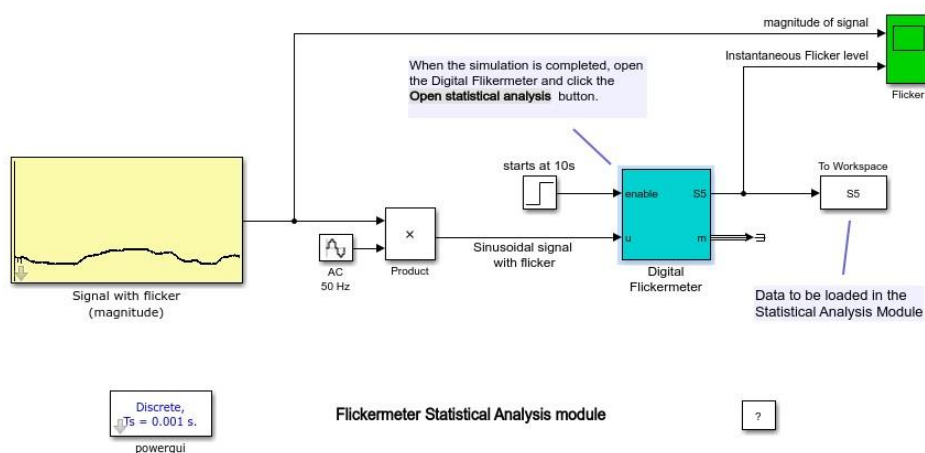 magnitude of signal
Instantaneous Flicker level
Flicker
When the simulation is completed, open
the Digital Flikermeter and click the
Open statistical analysis button.
starts at 10s
enable
S5
u
m
Digital
Flickermeter
To Workspace
S5
×
Product
AC
50 Hz
Sinusoidal signal
with flicker
Signal with flicker
(magnitude)
Data to be loaded in the
Statistical Analysis Module
Discrete,
Ts = 0.001 s.
powergui
Flickermeter Statistical Analysis module
?